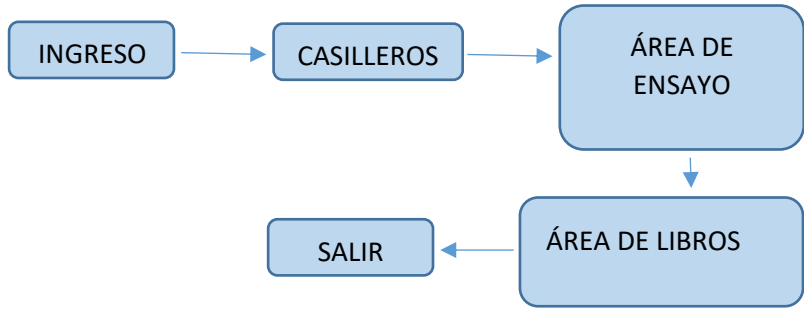 INGRESO
CASILLEROS
ÁREA DE
ENSAYO
ÁREA DE LIBROS
SALIR